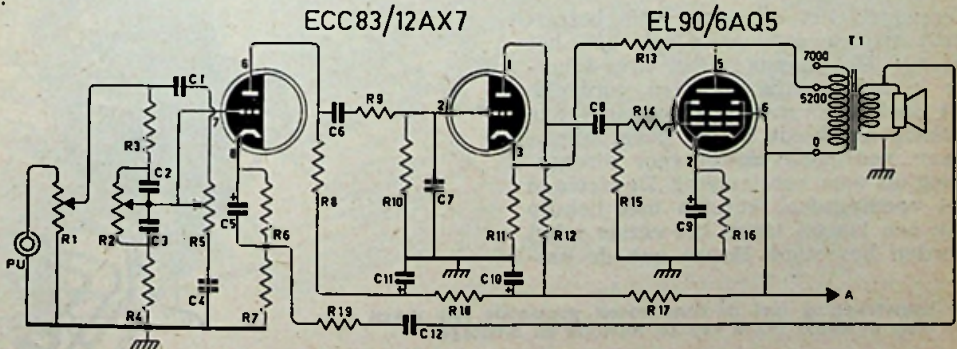 ECC83/12AX7
EL90/6AQ5
T1
R13
7000
5200
0
5
6
6
C1
7
8
C6
R9
2
1
3
C8
R14
1
2
R3
C2
R2
C3
R1
R5
C5
+
R6
R8
R10
C7
R11
R12
R15
C9
+
R16
PU
C4
R4
R7
C11
+
R18
C10
+
R17
A
R19
C12